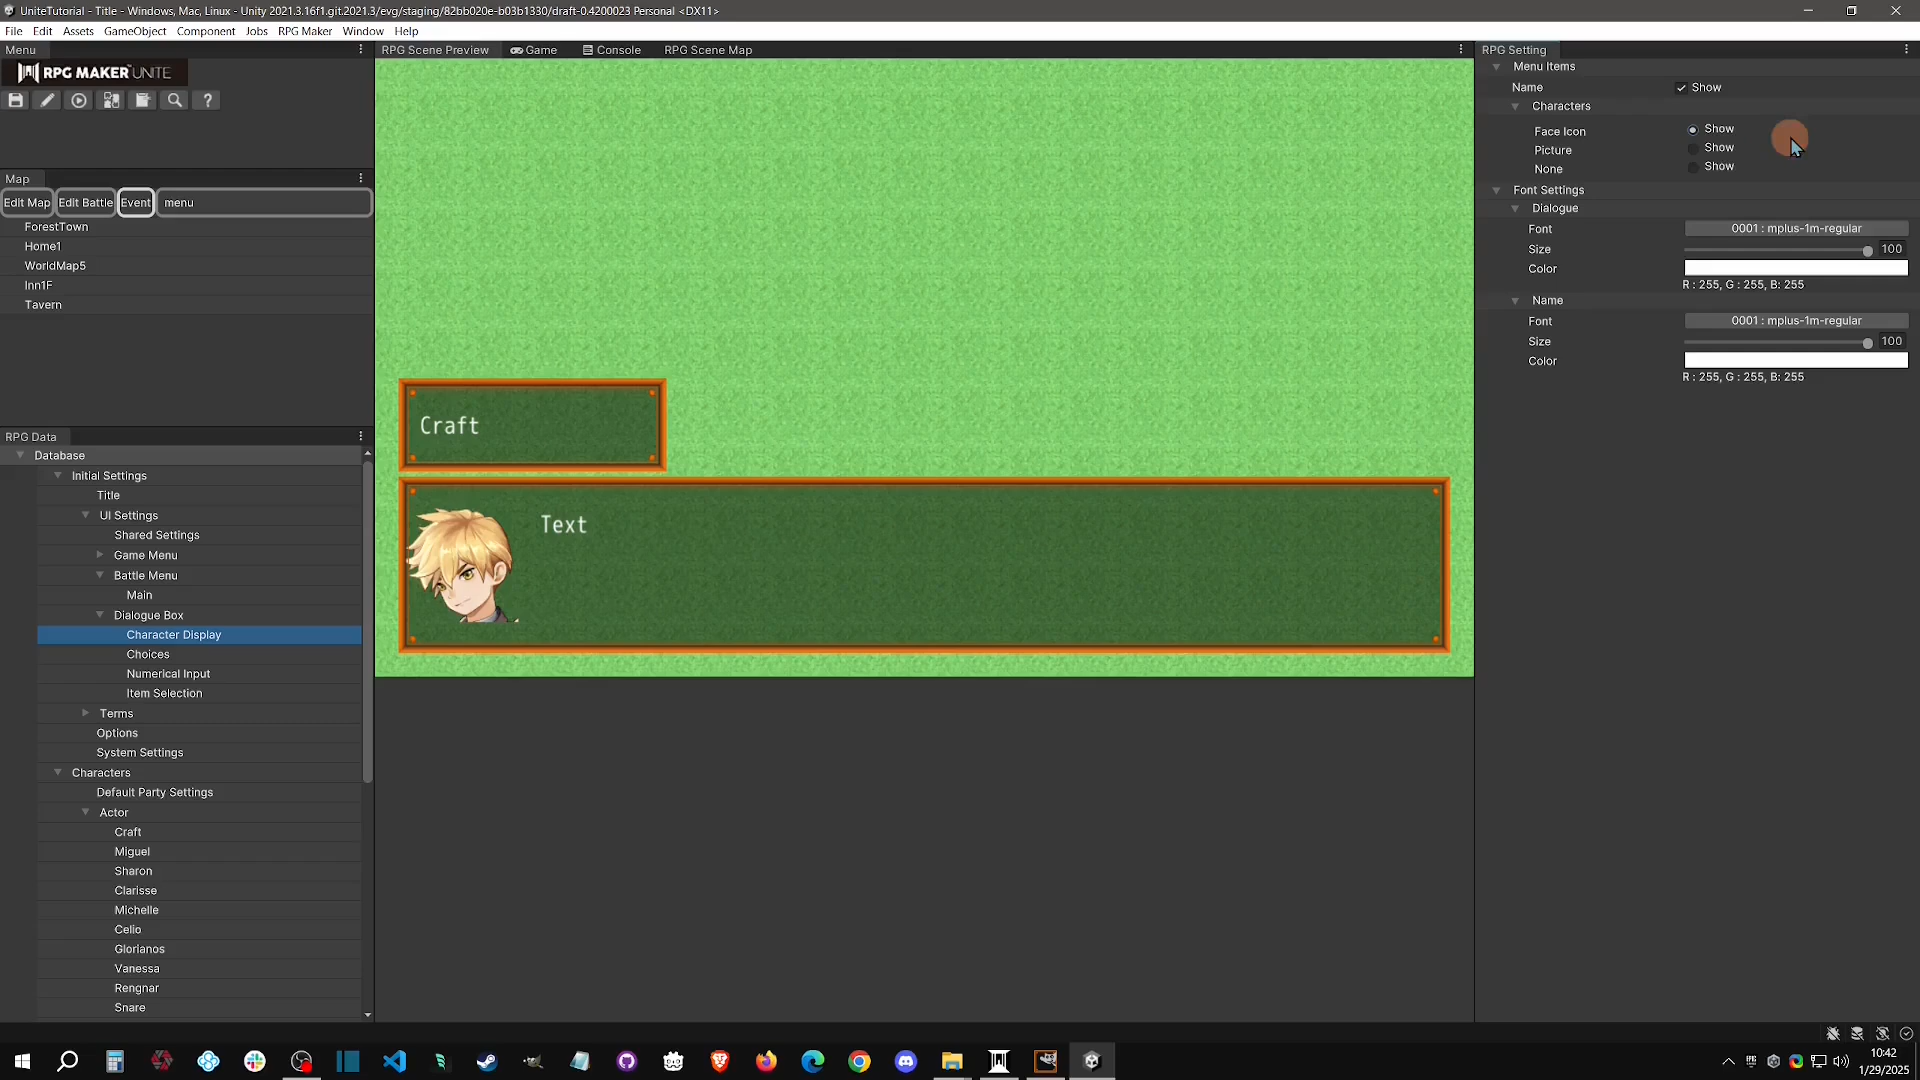 UniteTutorial - Title - Windows, Mac, Linux - Unity 2021.3.16f1.git.2021.3/evg/staging/82bb020e-b03b1330/draft-0.4200023 Personal <DX11>
File Edit Assets GameObject Component Jobs RPG Maker Window Help
Menu
RPG MAKER UNITE
?
Map
Edit Map Edit Battle Event menu
ForestTown
Home1
WorldMap5
Inn1F
Tavern
RPG Data
Database
Initial Settings
Title
UI Settings
Shared Settings
Game Menu
Battle Menu
Main
Dialogue Box
Character Display
Choices
Numerical Input
Item Selection
Terms
Options
System Settings
Characters
Default Party Settings
Actor
Craft
Miguel
Sharon
Clarisse
Michelle
Celio
Glorianos
Vanessa
Rengnar
Snare
RPG Scene Preview Game Console RPG Scene Map
Craft
Text
RPG Setting
Menu Items
Name Show
Characters
Face Icon Show
Picture Show
None Show
Font Settings
Dialogue
Font 0001 : mplus-1m-regular
Size 100
Color
R : 255, G : 255, B: 255
Name
Font 0001 : mplus-1m-regular
Size 100
Color
R : 255, G : 255, B: 255
10:42
1/29/2025